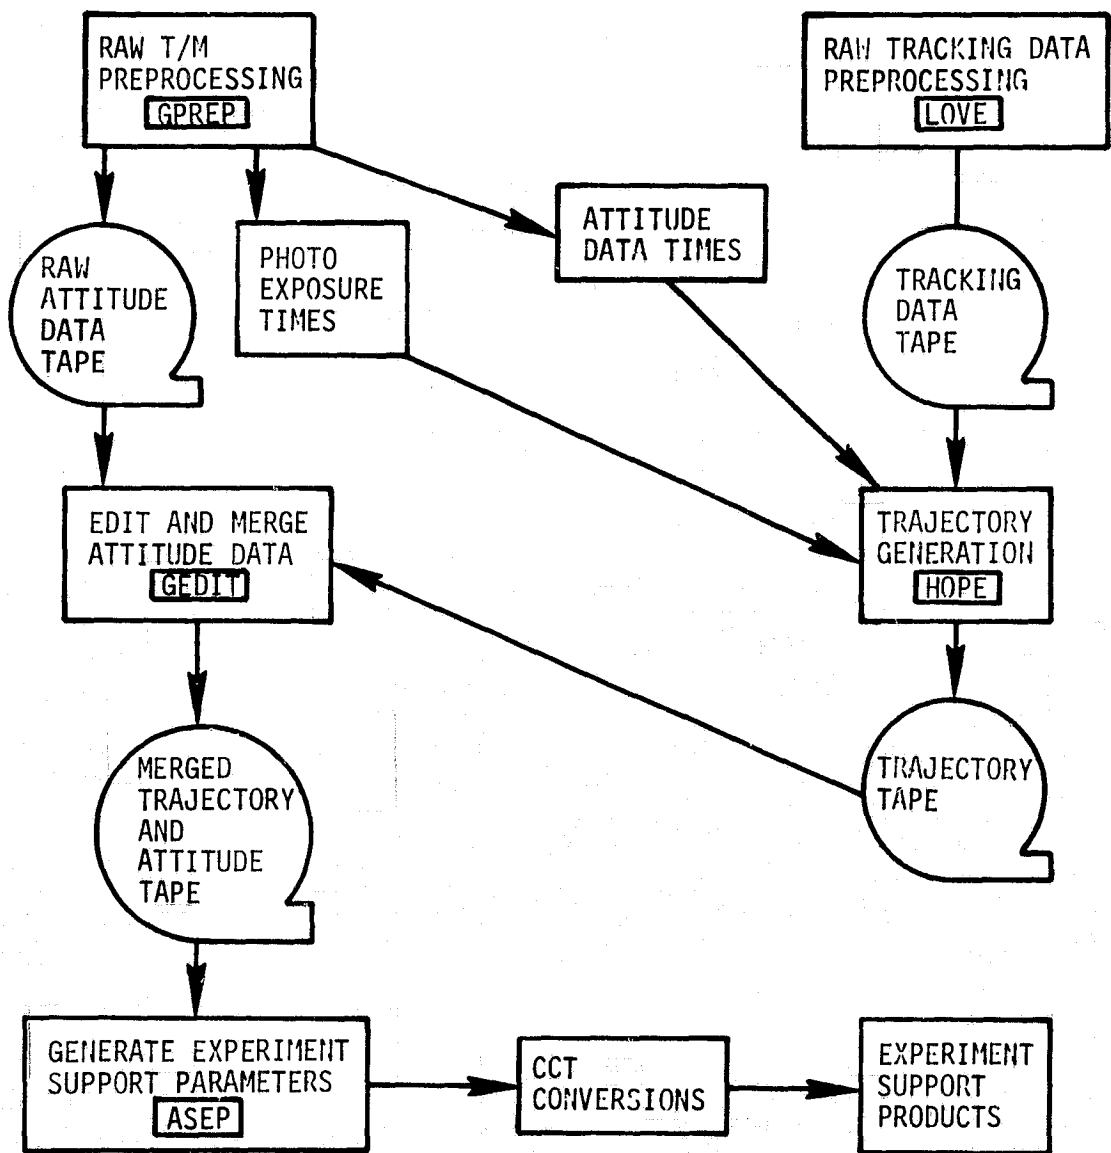 RAW T/M
PREPROCESSING
GPREP
RAW TRACKING DATA
PREPROCESSING
LOVE
ATTITUDE
DATA TIMES
RAW
ATTITUDE
DATA
TAPE
PHOTO
EXPOSURE
TIMES
TRACKING
DATA
TAPE
EDIT AND MERGE
ATTITUDE DATA
GEDIT
TRAJECTORY
GENERATION
HOPE
MERGED
TRAJECTORY
AND
ATTITUDE
TAPE
TRAJECTORY
TAPE
GENERATE EXPERIMENT
SUPPORT PARAMETERS
ASEP
CCT
CONVERSIONS
EXPERIMENT
SUPPORT
PRODUCTS